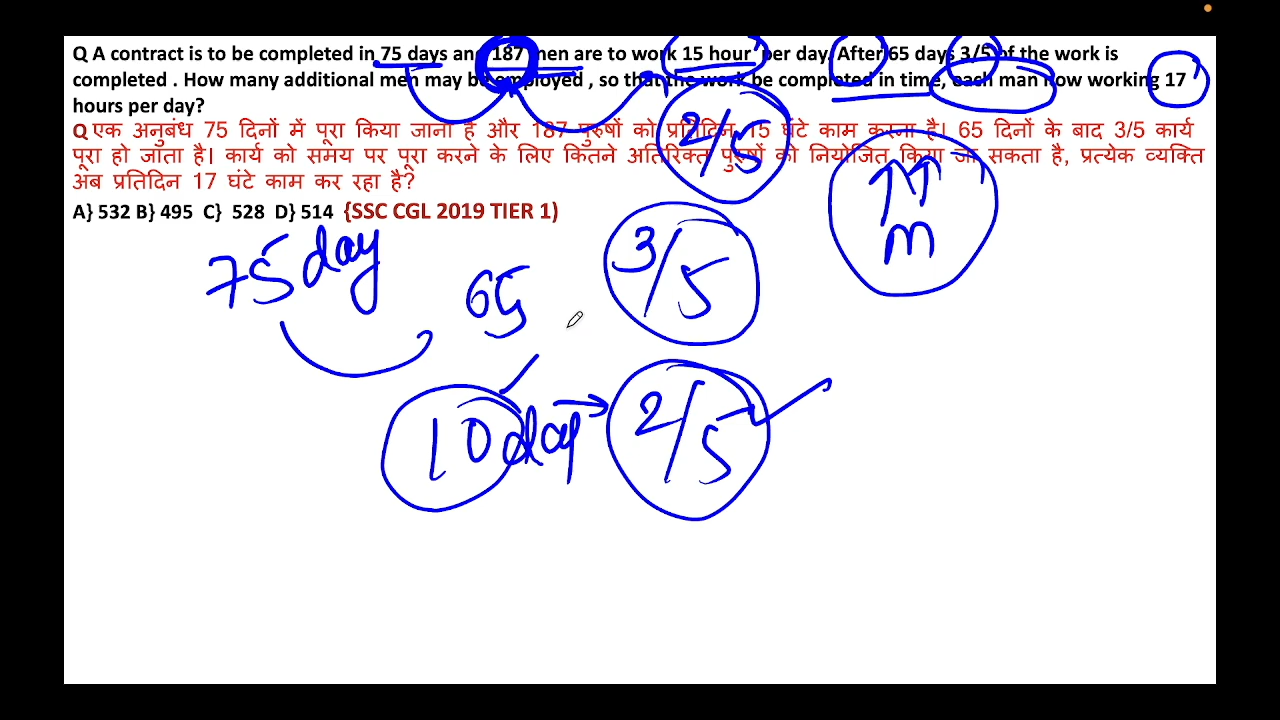 Q A contract is to be completed in 75 days and 187 men are to work 15 hour per day. After 65 days 3/5 of the work is
completed . How many additional men may be employed , so that the work be completed in time, each man now working 17
hours per day?
Q एक अनुबंध 75 दिनों में पूरा किया जाना है और 187 पुरुषों को प्रतिदिन 15 घंटे काम करना है। 65 दिनों के बाद 3/5 कार्य
पूरा हो जाता है। कार्य को समय पर पूरा करने के लिए कितने अतिरिक्त पुरुषों को नियोजित किया जा सकता है, प्रत्येक व्यक्ति
अब प्रतिदिन 17 घंटे काम कर रहा है?
A} 532 B} 495 C} 528 D} 514 {SSC CGL 2019 TIER 1)
2/5
m
75 day
65
3/5
10 day
2/5